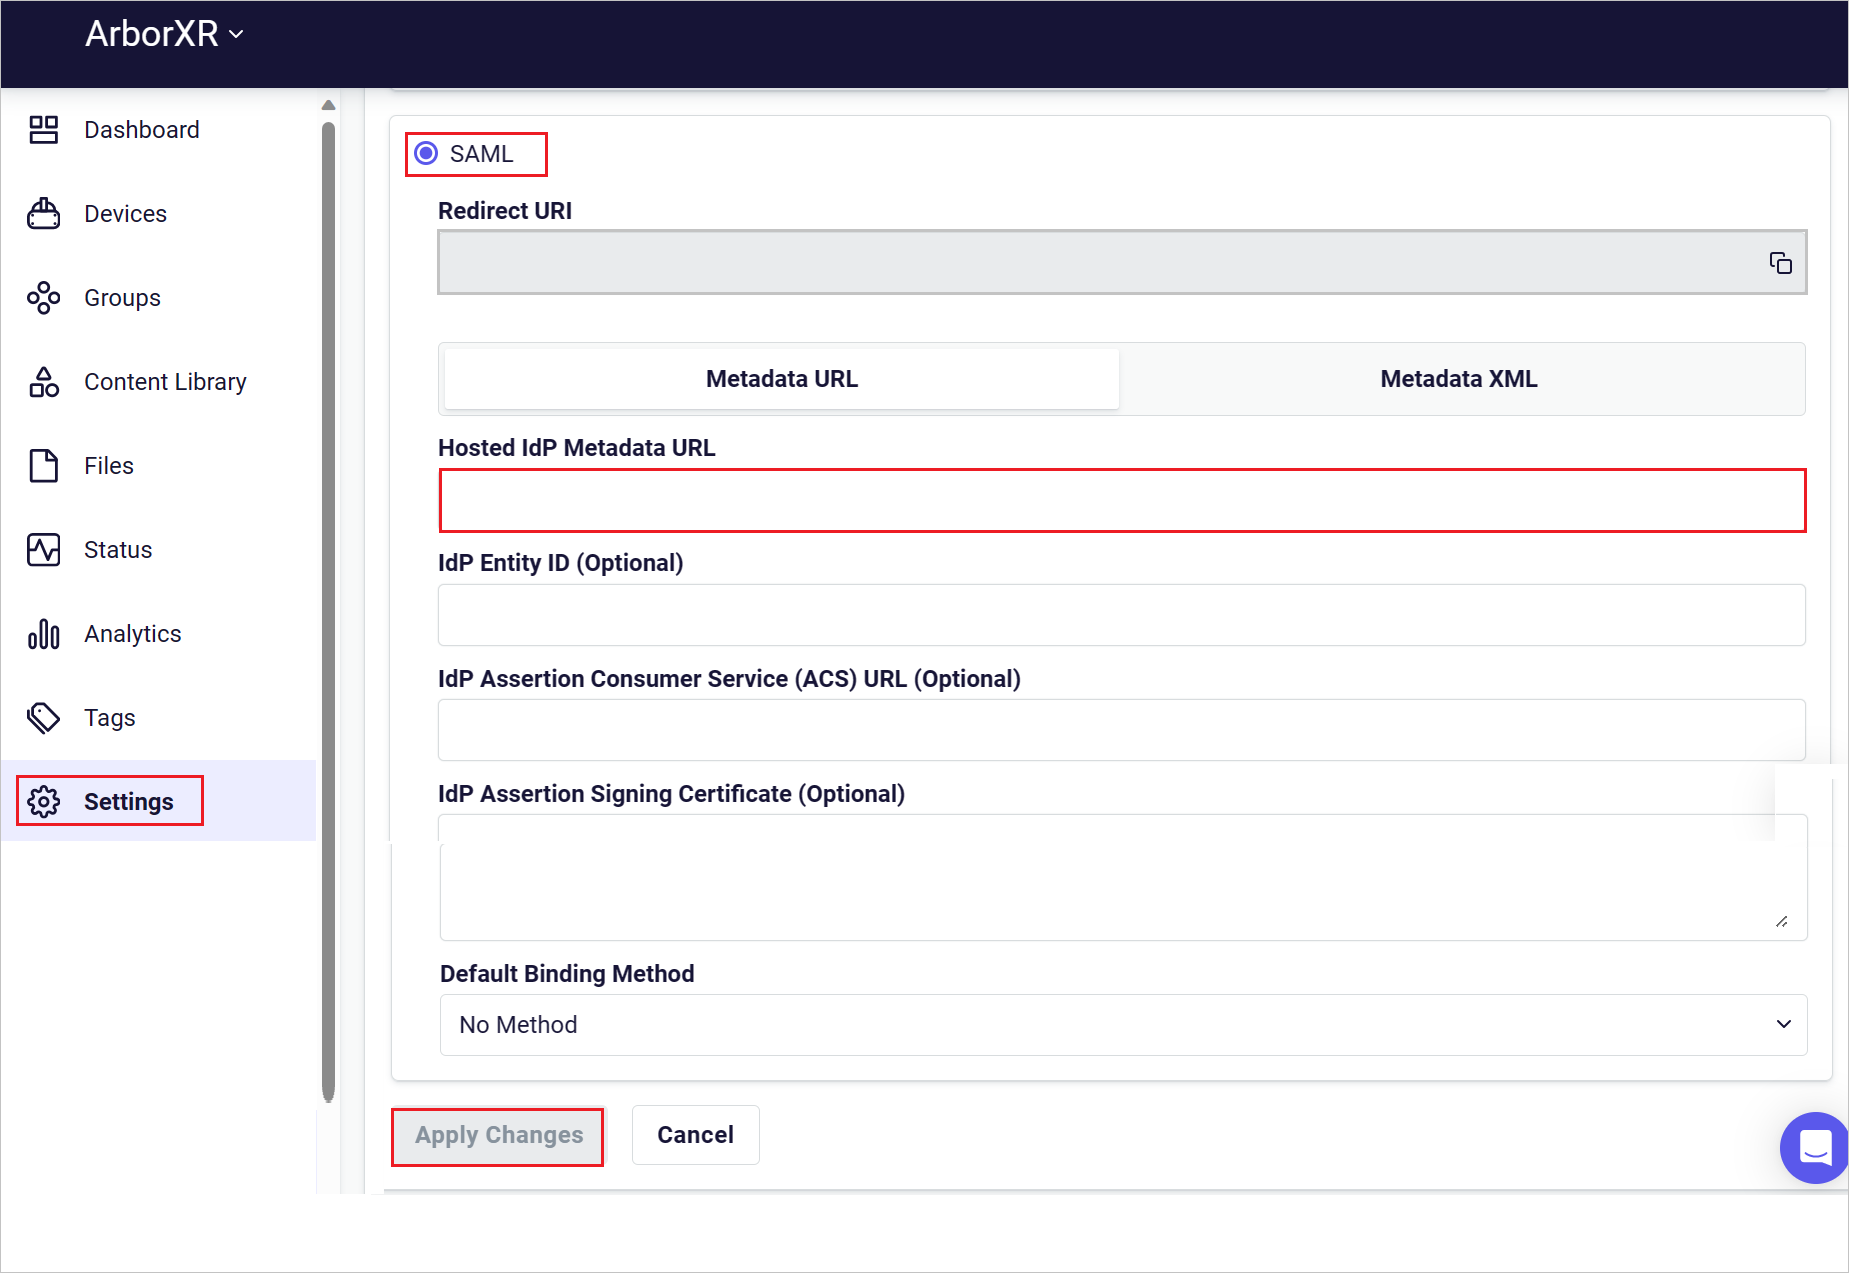 ArborXR
Dashboard
Devices
Groups
Content Library
Files
Status
Analytics
Tags
Settings
SAML
Redirect URI
Metadata URL
Metadata XML
Hosted IdP Metadata URL
IdP Entity ID (Optional)
IdP Assertion Consumer Service (ACS) URL (Optional)
IdP Assertion Signing Certificate (Optional)
Default Binding Method
No Method
Apply Changes
Cancel